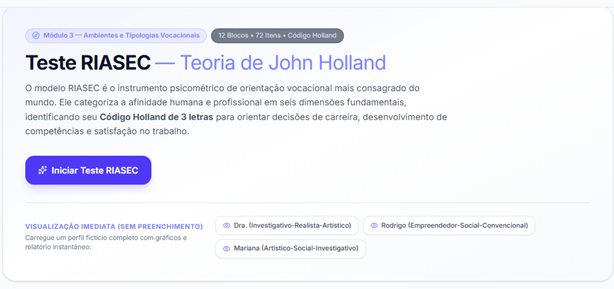 Módulo 3 — Ambientes e Tipologias Vocacionais
12 Blocos • 72 Itens • Código Holland
Teste RIASEC — Teoria de John Holland
O modelo RIASEC é o instrumento psicométrico de orientação vocacional mais consagrado do
mundo. Ele categoriza a afinidade humana e profissional em seis dimensões fundamentais,
identificando seu Código Holland de 3 letras para orientar decisões de carreira, desenvolvimento de
competências e satisfação no trabalho.
Iniciar Teste RIASEC
VISUALIZAÇÃO IMEDIATA (SEM PREENCHIMENTO)
Carregue um perfil fictício completo com gráficos e
relatório instantâneo:
Dra. (Investigativo-Realista-Artístico)
Rodrigo (Empreendedor-Social-Convencional)
Mariana (Artístico-Social-Investigativo)